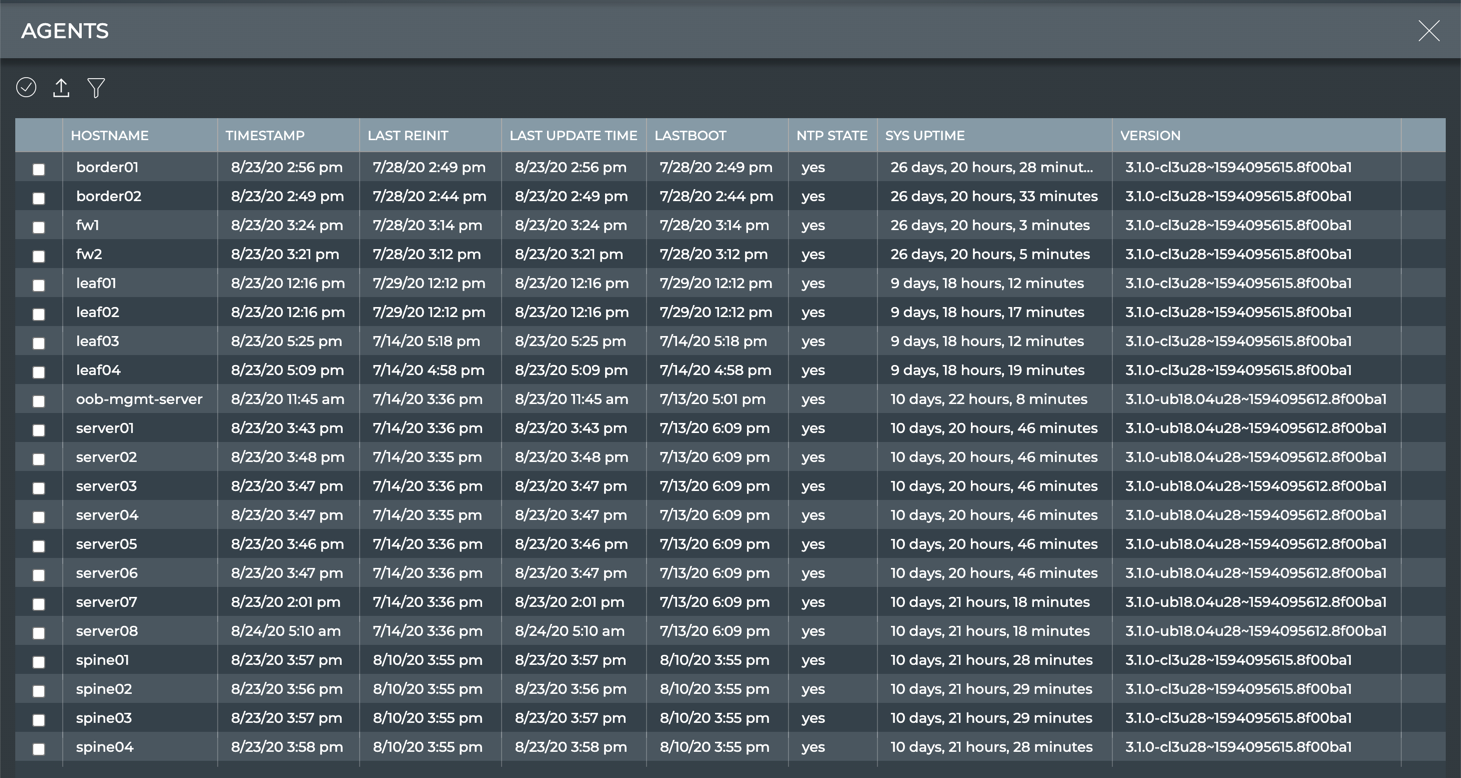 AGENTS
HOSTNAME TIMESTAMP LAST REINIT LAST UPDATE TIME LASTBOOT NTP STATE SYS UPTIME VERSION
border01 8/23/20 2:56 pm 7/28/20 2:49 pm 8/23/20 2:56 pm 7/28/20 2:49 pm yes 26 days, 20 hours, 28 minut... 3.1.0-cl3u28~1594095615.8f00ba1
border02 8/23/20 2:49 pm 7/28/20 2:44 pm 8/23/20 2:49 pm 7/28/20 2:44 pm yes 26 days, 20 hours, 33 minutes 3.1.0-cl3u28~1594095615.8f00ba1
fw1 8/23/20 3:24 pm 7/28/20 3:14 pm 8/23/20 3:24 pm 7/28/20 3:14 pm yes 26 days, 20 hours, 3 minutes 3.1.0-cl3u28~1594095615.8f00ba1
fw2 8/23/20 3:21 pm 7/28/20 3:12 pm 8/23/20 3:21 pm 7/28/20 3:12 pm yes 26 days, 20 hours, 5 minutes 3.1.0-cl3u28~1594095615.8f00ba1
leaf01 8/23/20 12:16 pm 7/29/20 12:12 pm 8/23/20 12:16 pm 7/29/20 12:12 pm yes 9 days, 18 hours, 12 minutes 3.1.0-cl3u28~1594095615.8f00ba1
leaf02 8/23/20 12:16 pm 7/29/20 12:12 pm 8/23/20 12:16 pm 7/29/20 12:12 pm yes 9 days, 18 hours, 17 minutes 3.1.0-cl3u28~1594095615.8f00ba1
leaf03 8/23/20 5:25 pm 7/14/20 5:18 pm 8/23/20 5:25 pm 7/14/20 5:18 pm yes 9 days, 18 hours, 12 minutes 3.1.0-cl3u28~1594095615.8f00ba1
leaf04 8/23/20 5:09 pm 7/14/20 4:58 pm 8/23/20 5:09 pm 7/14/20 4:58 pm yes 9 days, 18 hours, 19 minutes 3.1.0-cl3u28~1594095615.8f00ba1
oob-mgmt-server 8/23/20 11:45 am 7/14/20 3:36 pm 8/23/20 11:45 am 7/13/20 5:01 pm yes 10 days, 22 hours, 8 minutes 3.1.0-ub18.04u28~1594095612.8f00ba1
server01 8/23/20 3:43 pm 7/14/20 3:36 pm 8/23/20 3:43 pm 7/13/20 6:09 pm yes 10 days, 20 hours, 46 minutes 3.1.0-ub18.04u28~1594095612.8f00ba1
server02 8/23/20 3:48 pm 7/14/20 3:35 pm 8/23/20 3:48 pm 7/13/20 6:09 pm yes 10 days, 20 hours, 46 minutes 3.1.0-ub18.04u28~1594095612.8f00ba1
server03 8/23/20 3:47 pm 7/14/20 3:36 pm 8/23/20 3:47 pm 7/13/20 6:09 pm yes 10 days, 20 hours, 46 minutes 3.1.0-ub18.04u28~1594095612.8f00ba1
server04 8/23/20 3:47 pm 7/14/20 3:35 pm 8/23/20 3:47 pm 7/13/20 6:09 pm yes 10 days, 20 hours, 46 minutes 3.1.0-ub18.04u28~1594095612.8f00ba1
server05 8/23/20 3:46 pm 7/14/20 3:36 pm 8/23/20 3:46 pm 7/13/20 6:09 pm yes 10 days, 20 hours, 46 minutes 3.1.0-ub18.04u28~1594095612.8f00ba1
server06 8/23/20 3:47 pm 7/14/20 3:36 pm 8/23/20 3:47 pm 7/13/20 6:09 pm yes 10 days, 20 hours, 46 minutes 3.1.0-ub18.04u28~1594095612.8f00ba1
server07 8/23/20 2:01 pm 7/14/20 3:36 pm 8/23/20 2:01 pm 7/13/20 6:09 pm yes 10 days, 21 hours, 18 minutes 3.1.0-ub18.04u28~1594095612.8f00ba1
server08 8/24/20 5:10 am 7/14/20 3:36 pm 8/24/20 5:10 am 7/13/20 6:09 pm yes 10 days, 21 hours, 18 minutes 3.1.0-ub18.04u28~1594095612.8f00ba1
spine01 8/23/20 3:57 pm 8/10/20 3:55 pm 8/23/20 3:57 pm 8/10/20 3:55 pm yes 10 days, 21 hours, 28 minutes 3.1.0-cl3u28~1594095615.8f00ba1
spine02 8/23/20 3:56 pm 8/10/20 3:55 pm 8/23/20 3:56 pm 8/10/20 3:55 pm yes 10 days, 21 hours, 29 minutes 3.1.0-cl3u28~1594095615.8f00ba1
spine03 8/23/20 3:57 pm 8/10/20 3:55 pm 8/23/20 3:57 pm 8/10/20 3:55 pm yes 10 days, 21 hours, 29 minutes 3.1.0-cl3u28~1594095615.8f00ba1
spine04 8/23/20 3:58 pm 8/10/20 3:55 pm 8/23/20 3:58 pm 8/10/20 3:55 pm yes 10 days, 21 hours, 28 minutes 3.1.0-cl3u28~1594095615.8f00ba1